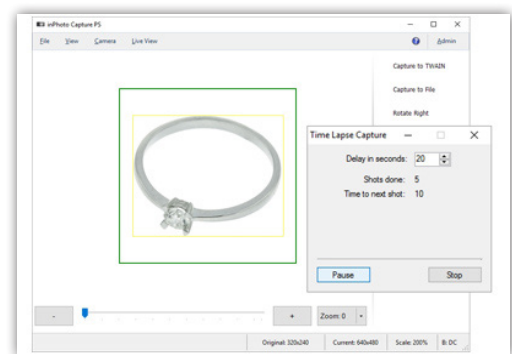 inPhoto Capture PS
File View Camera Live View Admin
Capture to TWAIN
Capture to File
Rotate Right
Time Lapse Capture
Delay in seconds: 20
Shots done: 5
Time to next shot: 10
Pause Stop
- + Zoom: 0
Original: 320x240 Current: 640x480 Scale: 200% B: DC